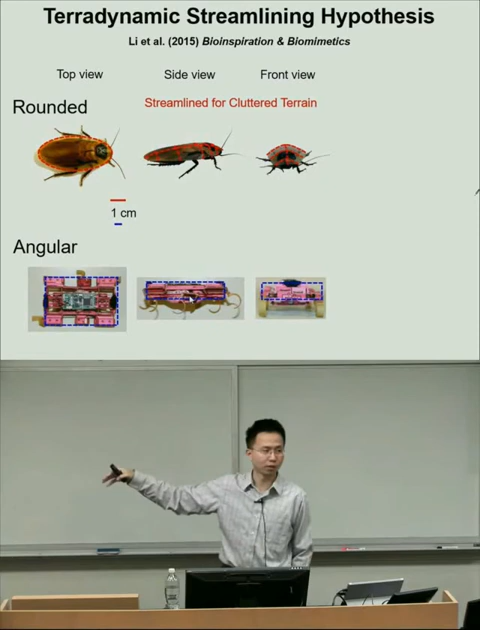 Terradynamic Streamlining Hypothesis
Li et al. (2015) Bioinspiration & Biomimetics
Top view Side view Front view
Rounded
Streamlined for Cluttered Terrain
1 cm
Angular